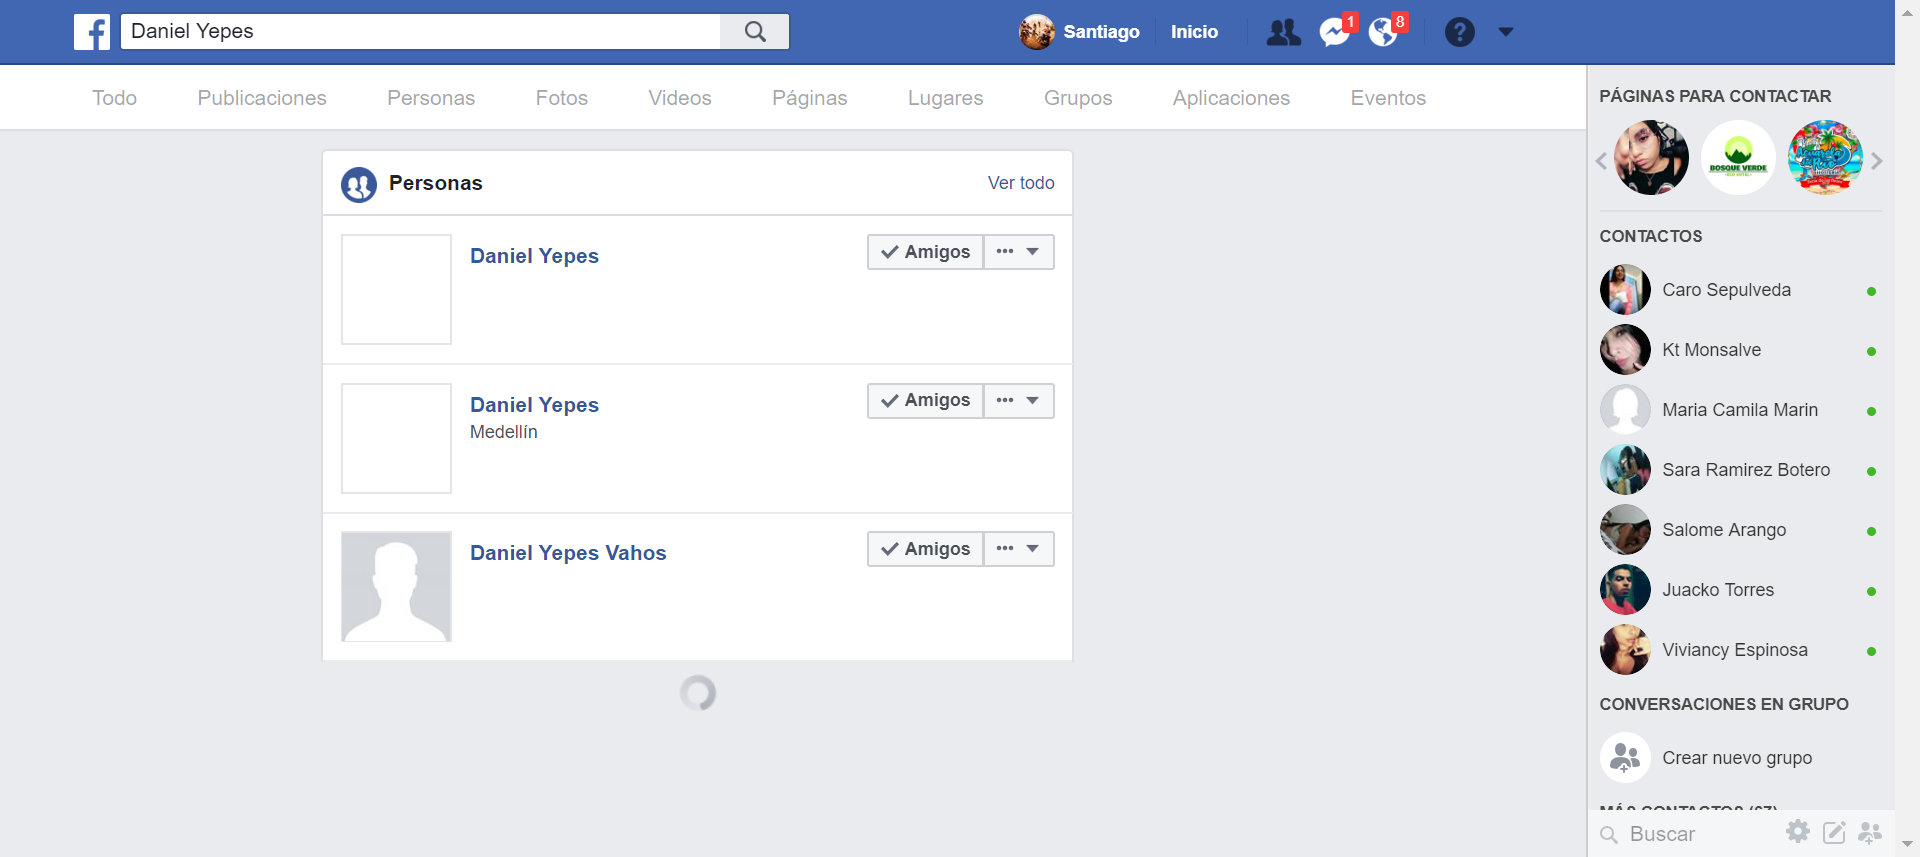 Daniel Yepes
Santiago
Inicio
1
8
Todo
Publicaciones
Personas
Fotos
Videos
Páginas
Lugares
Grupos
Aplicaciones
Eventos
Personas
Ver todo
Daniel Yepes
Amigos
Daniel Yepes
Medellín
Amigos
Daniel Yepes Vahos
Amigos
PÁGINAS PARA CONTACTAR
BOSQUE VERDE
CONTACTOS
Caro Sepulveda
Kt Monsalve
Maria Camila Marin
Sara Ramirez Botero
Salome Arango
Juacko Torres
Viviancy Espinosa
CONVERSACIONES EN GRUPO
Crear nuevo grupo
MÁS CONTACTOS (67)
Buscar